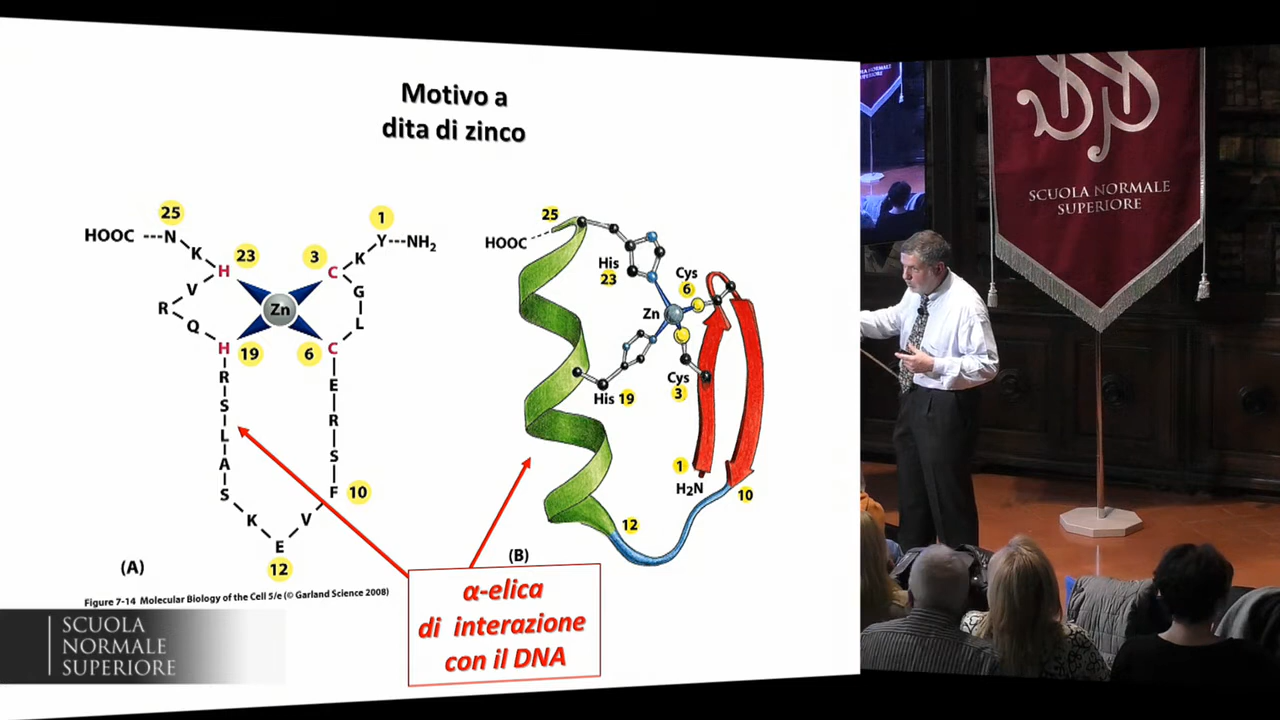 Motivo a
dita di zinco
25
HOOC
N
K
H
23
V
R
Q
H
19
R
S
I
L
A
S
K
E
12
V
F
10
S
I
R
E
C
6
L
G
C
3
K
Y
1
NH2
Zn
(A)
25
HOOC
His
23
Cys
6
Zn
His 19
Cys
3
1
H2N
10
12
(B)
Figure 7-14 Molecular Biology of the Cell 5/e (© Garland Science 2008)
α-elica
di interazione
con il DNA
SCUOLA
NORMALE
SUPERIORE
SCUOLA NORMALE
SUPERIORE